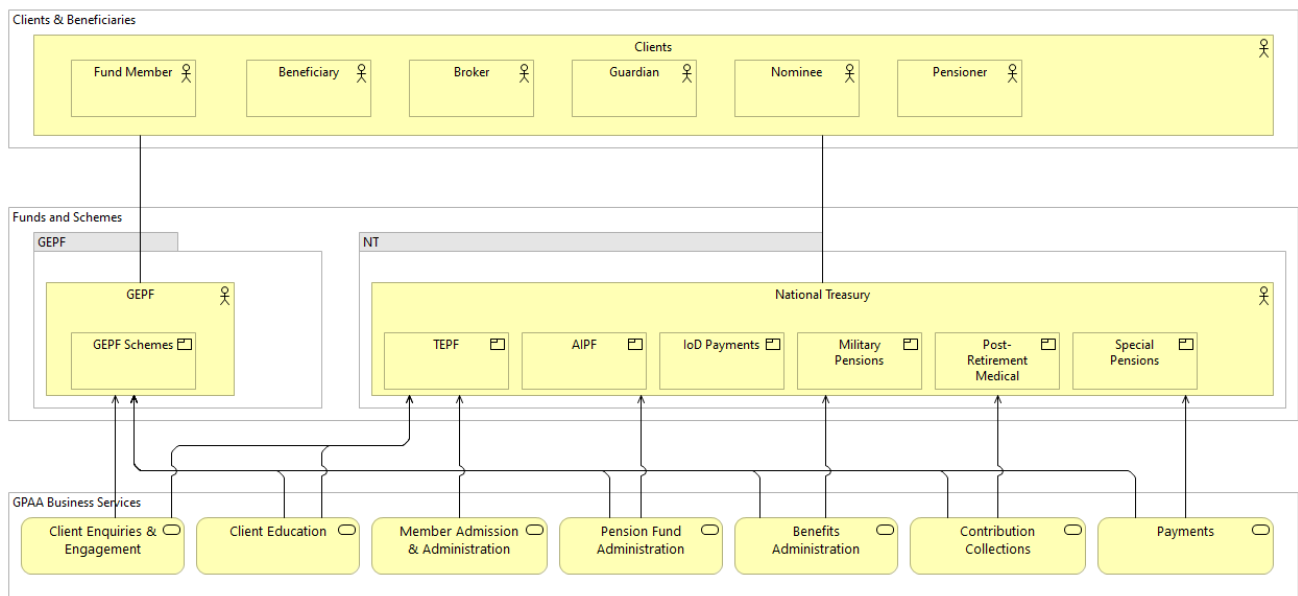 Clients & Beneficiaries
Clients
Fund Member
Beneficiary
Broker
Guardian
Nominee
Pensioner
Funds and Schemes
GEPF
NT
GEPF
National Treasury
GEPF Schemes
TEPF
AIPF
IoD Payments
Military
Pensions
Post-
Retirement
Medical
Special
Pensions
GPAA Business Services
Client Enquiries &
Engagement
Client Education
Member Admission
& Administration
Pension Fund
Administration
Benefits
Administration
Contribution
Collections
Payments